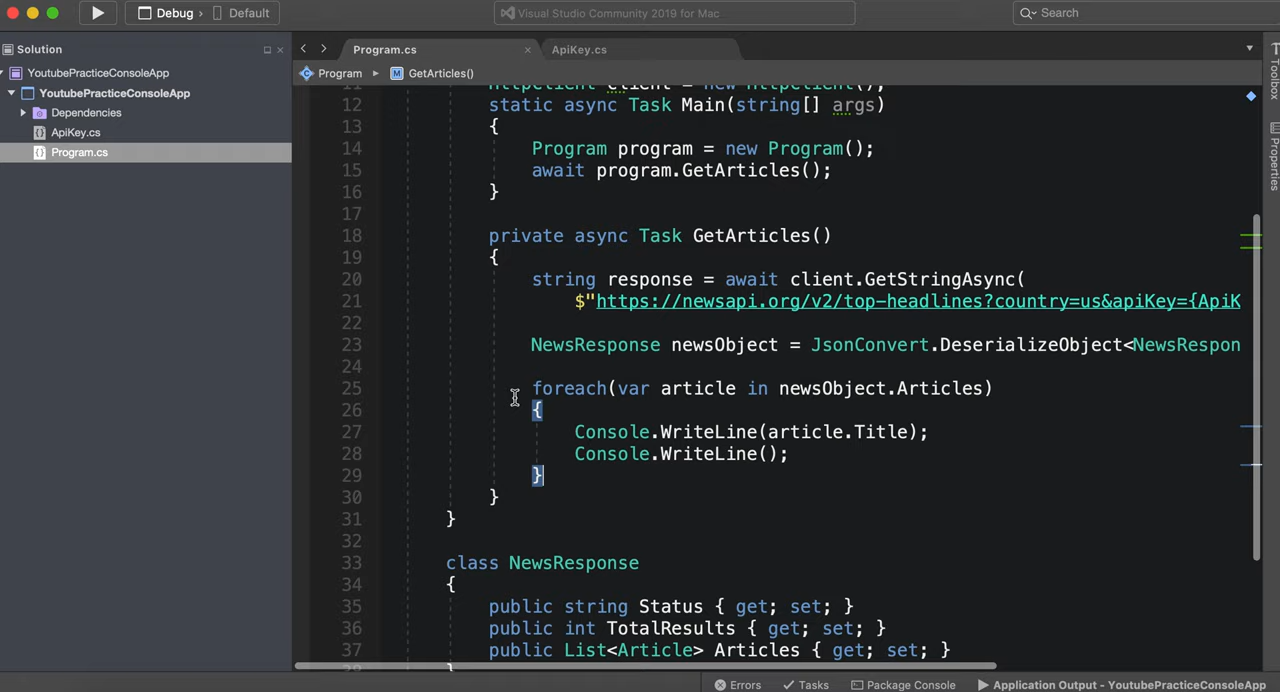 Debug › Default
Visual Studio Community 2019 for Mac
Search
Solution
Program.cs
ApiKey.cs
Program ▸ M GetArticles()
YoutubePracticeConsoleApp
YoutubePracticeConsoleApp
Dependencies
ApiKey.cs
Program.cs
Toolbox
Properties
11 HttpClient client = new HttpClient();
12 static async Task Main(string[] args)
13 {
14 Program program = new Program();
15 await program.GetArticles();
16 }
17
18 private async Task GetArticles()
19 {
20 string response = await client.GetStringAsync(
21 $"https://newsapi.org/v2/top-headlines?country=us&apiKey={ApiK
22
23 NewsResponse newsObject = JsonConvert.DeserializeObject<NewsRespon
24
25 foreach(var article in newsObject.Articles)
26 {
27 Console.WriteLine(article.Title);
28 Console.WriteLine();
29 }
30 }
31 }
32
33 class NewsResponse
34 {
35 public string Status { get; set; }
36 public int TotalResults { get; set; }
37 public List<Article> Articles { get; set; }
38 }
Errors
Tasks
Package Console
Application Output - YoutubePracticeConsoleApp